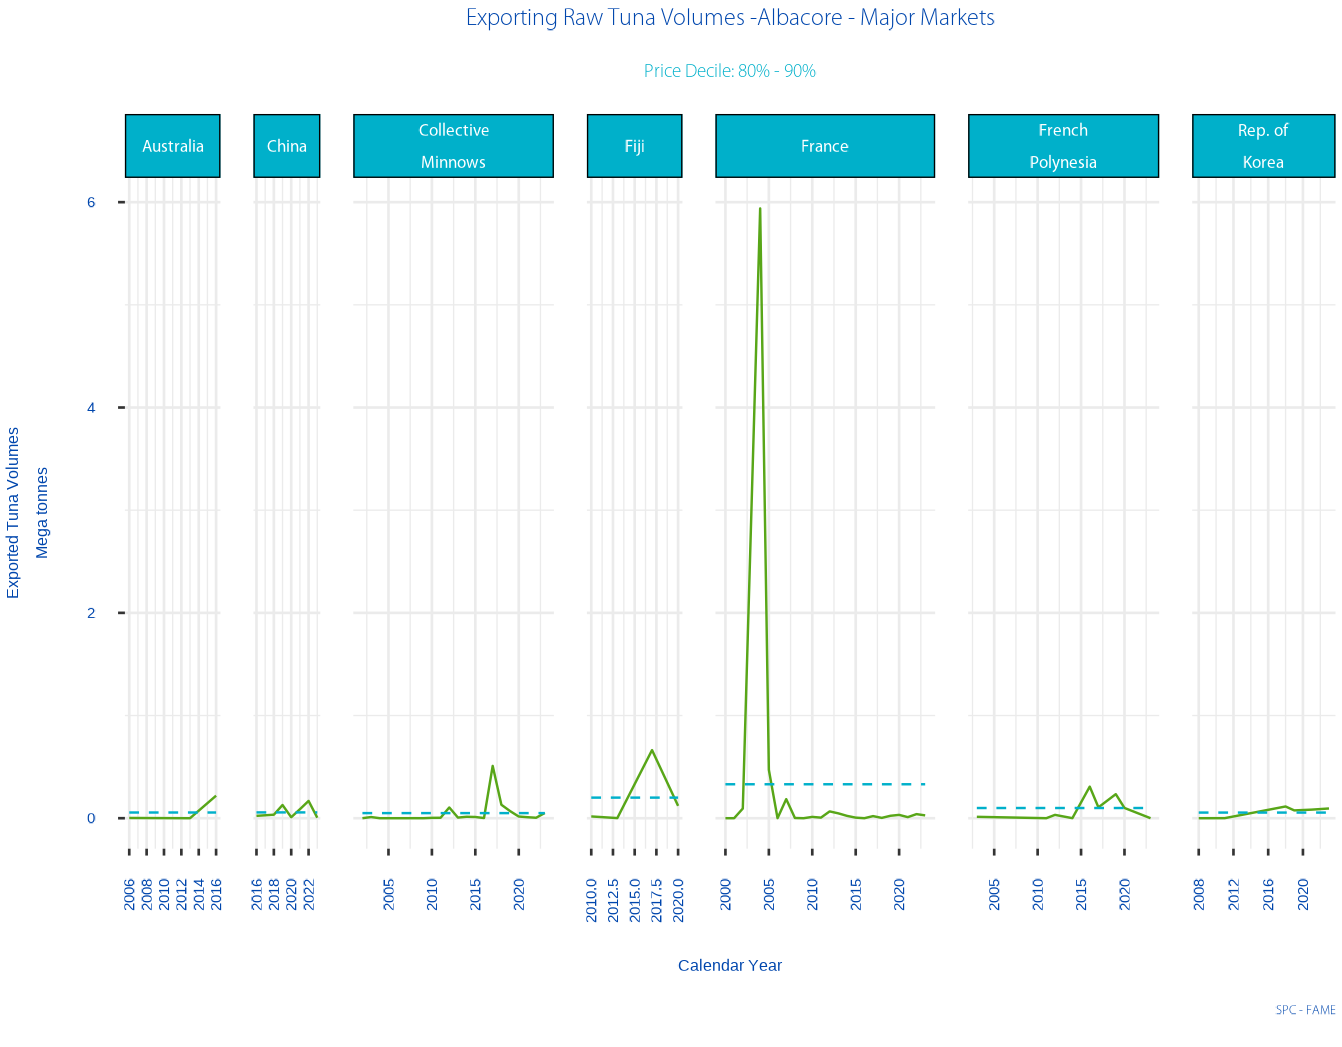 Exporting Raw Tuna Volumes -Albacore - Major Markets
Price Decile: 80% - 90%
Australia
China
Collective
Minnows
Fiji
France
French
Polynesia
Rep. of
Korea
6
4
2
0
Exported Tuna Volumes
Mega tonnes
2006 2008 2010 2012 2014 2016
2016 2018 2020 2022
2005 2010 2015 2020
2010.0 2012.5 2015.0 2017.5 2020.0
2000 2005 2010 2015 2020
2005 2010 2015 2020
2008 2012 2016 2020
Calendar Year
SPC - FAME